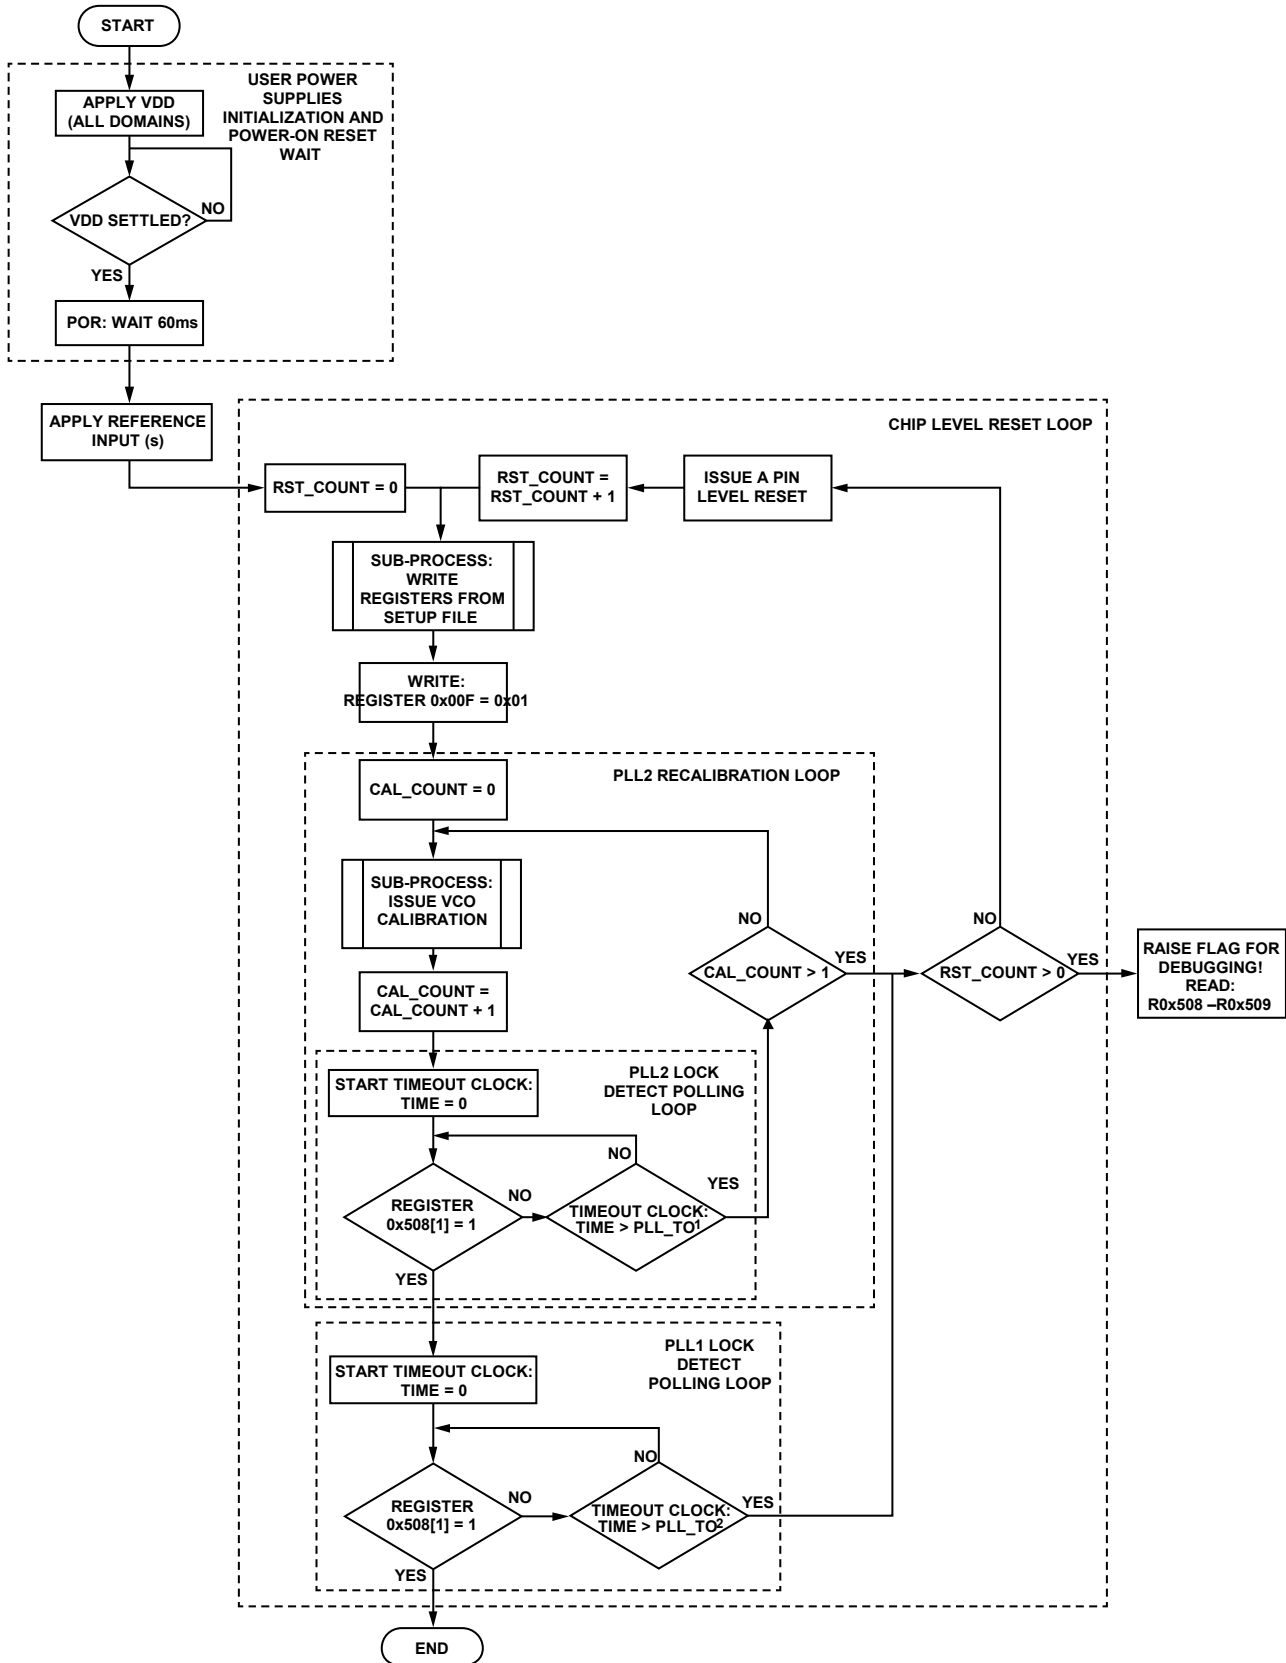 START
USER POWER
SUPPLIES
INITIALIZATION AND
POWER-ON RESET
WAIT
APPLY VDD
(ALL DOMAINS)
VDD SETTLED?
NO
YES
POR: WAIT 60ms
APPLY REFERENCE
INPUT (s)
CHIP LEVEL RESET LOOP
RST_COUNT = 0
RST_COUNT =
RST_COUNT + 1
ISSUE A PIN
LEVEL RESET
SUB-PROCESS:
WRITE
REGISTERS FROM
SETUP FILE
WRITE:
REGISTER 0x00F = 0x01
PLL2 RECALIBRATION LOOP
CAL_COUNT = 0
SUB-PROCESS:
ISSUE VCO
CALIBRATION
CAL_COUNT =
CAL_COUNT + 1
NO
CAL_COUNT > 1
YES
NO
RST_COUNT > 0
YES
RAISE FLAG FOR
DEBUGGING!
READ:
R0x508 –R0x509
PLL2 LOCK
DETECT POLLING
LOOP
START TIMEOUT CLOCK:
TIME = 0
NO
REGISTER
0x508[1] = 1
NO
TIMEOUT CLOCK:
TIME > PLL_TO1
YES
YES
PLL1 LOCK
DETECT
POLLING LOOP
START TIMEOUT CLOCK:
TIME = 0
NO
REGISTER
0x508[1] = 1
NO
TIMEOUT CLOCK:
TIME > PLL_TO2
YES
YES
END